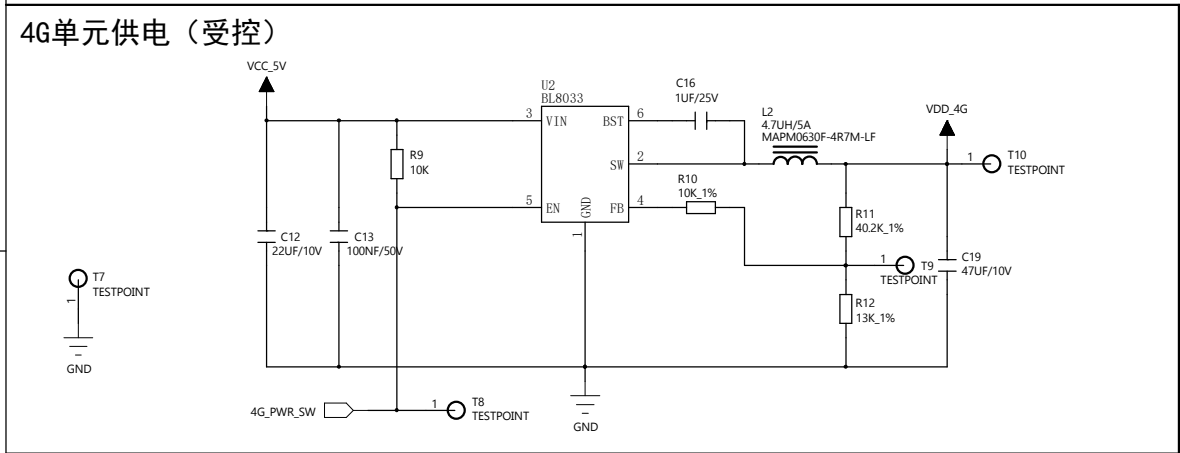 4G单元供电（受控）
VCC_5V
U2
BL8033
C16
1UF/25V
L2
4.7UH/5A
MAPM0630F-4R7M-LF
VDD_4G
3
VIN
BST
6
R9
10K
SW
2
1
T10
TESTPOINT
5
EN
GND
FB
4
R10
10K_1%
R11
40.2K_1%
C12
22UF/10V
C13
100NF/50V
1
1
T9
TESTPOINT
C19
47UF/10V
T7
TESTPOINT
1
R12
13K_1%
GND
4G_PWR_SW
1
T8
TESTPOINT
GND